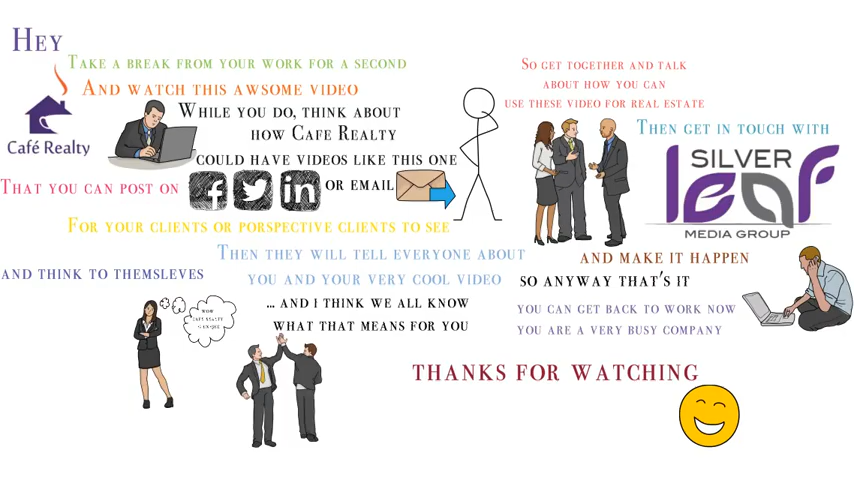 Hey
Take a break from your work for a second
And watch this awsome video
Café Realty
While you do, think about
how Cafe Realty
could have videos like this one
That you can post on
f
in
or email
For your clients or porspective clients to see
Then they will tell everyone about
you and your very cool video
and think to themsleves
... and I think we all know
what that means for you
So get together and talk
about how you can
use these video for real estate
Then get in touch with
SILVER
leaf
MEDIA GROUP
and make it happen
so anyway that's it
you can get back to work now
you are a very busy company
Thanks for watching